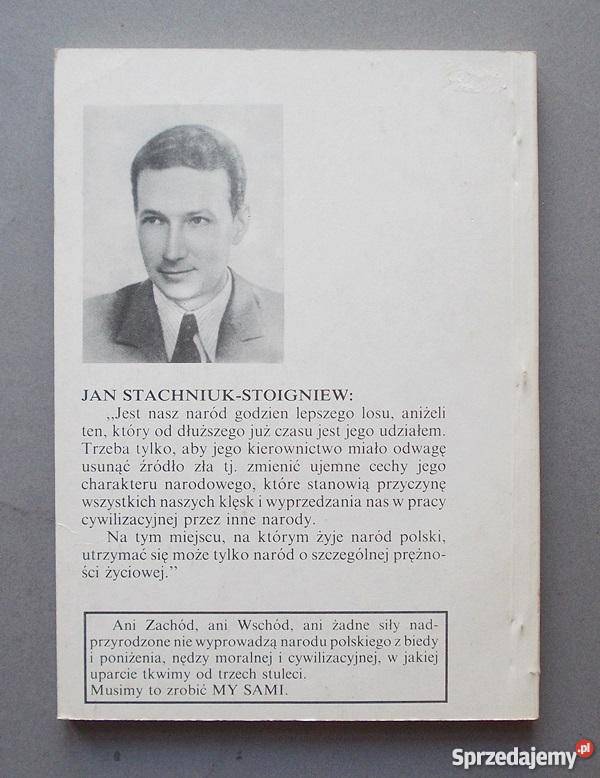 JAN STACHNIUK-STOIGNIEW:
,,Jest nasz naród godzien lepszego losu, aniżeli
ten, który od dłuższego już czasu jest jego udziałem.
Trzeba tylko, aby jego kierownictwo miało odwagę
usunąć źródło zła tj. zmienić ujemne cechy jego
charakteru narodowego, które stanowią przyczynę
wszystkich naszych klęsk i wyprzedzania nas w pracy
cywilizacyjnej przez inne narody.
Na tym miejscu, na którym żyje naród polski,
utrzymać się może tylko naród o szczególnej prężno-
ści życiowej.”
Ani Zachód, ani Wschód, ani żadne siły nad-
przyrodzone nie wyprowadzą narodu polskiego z biedy
i poniżenia, nędzy moralnej i cywilizacyjnej, w jakiej
uparcie tkwimy od trzech stuleci.
Musimy to zrobić MY SAMI.
Sprzedajemy.pl